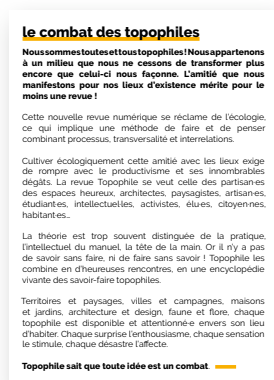 le combat des topophiles
Nous sommes toutes et tous topophiles ! Nous appartenons
à un milieu que nous ne cessons de transformer plus
encore que celui-ci nous façonne. L'amitié que nous
manifestons pour nos lieux d'existence mérite pour le
moins une revue !
Cette nouvelle revue numérique se réclame de l'écologie,
ce qui implique une méthode de faire et de penser
combinant processus, transversalité et interrelations.
Cultiver écologiquement cette amitié avec les lieux exige
de rompre avec le productivisme et ses innombrables
dégâts. La revue Topophile se veut celle des partisan·es
des espaces heureux, architectes, paysagistes, artisan·es,
étudiant·es, intellectuel·les, activistes, élu·es, citoyen·nes,
habitant·es…
La théorie est trop souvent distinguée de la pratique,
l'intellectuel du manuel, la tête de la main. Or il n'y a pas
de savoir sans faire, ni de faire sans savoir ! Topophile les
combine en d'heureuses rencontres, en une encyclopédie
vivante des savoir-faire topophiles.
Territoires et paysages, villes et campagnes, maisons
et jardins, architecture et design, faune et flore, chaque
topophile est disponible et attentionné·e envers son lieu
d'habiter. Chaque surprise l'enthousiasme, chaque sensation
le stimule, chaque désastre l'affecte.
Topophile sait que toute idée est un combat.